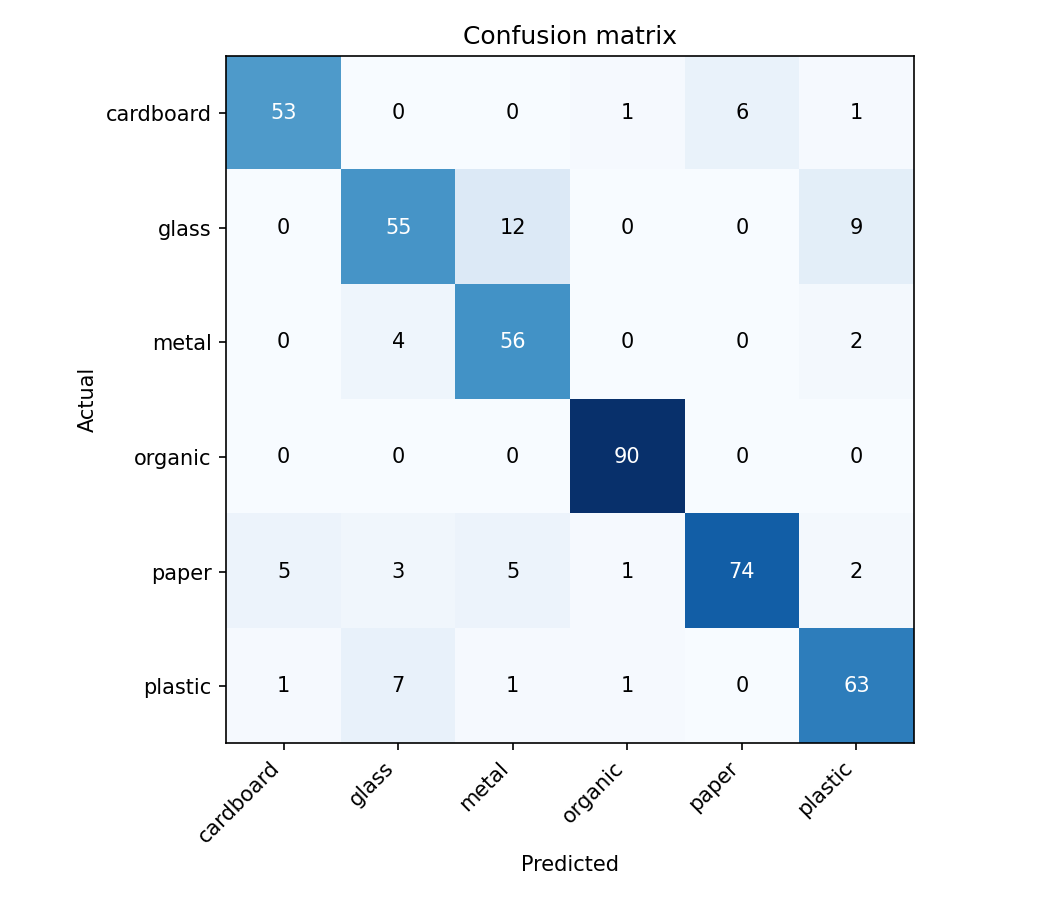 Confusion matrix
cardboard 53 0 0 1 6 1
glass 0 55 12 0 0 9
metal 0 4 56 0 0 2
Actual
organic 0 0 0 90 0 0
paper 5 3 5 1 74 2
plastic 1 7 1 1 0 63
cardboard glass metal organic paper plastic
Predicted